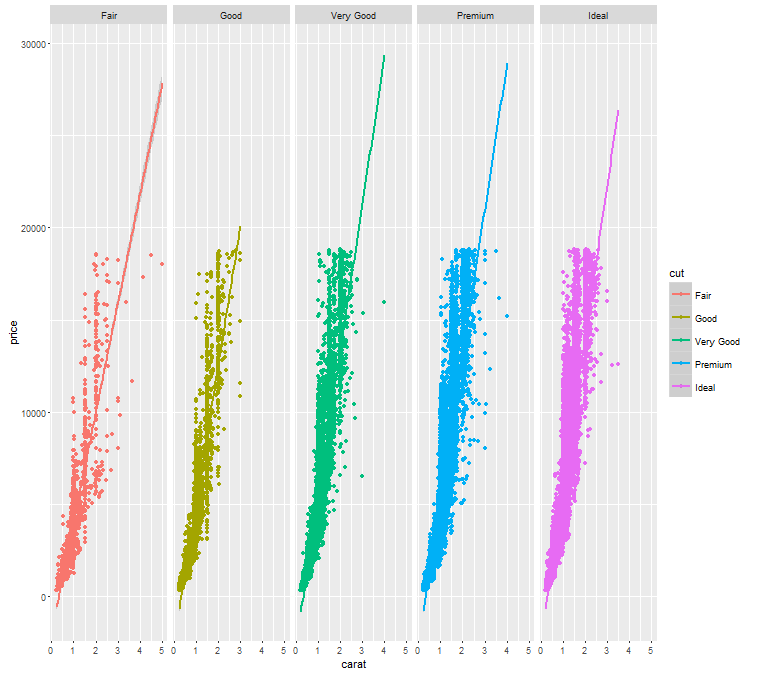 Fair Good Very Good Premium Ideal
30000
20000
10000
0
price
0 1 2 3 4 5 0 1 2 3 4 5 0 1 2 3 4 5 0 1 2 3 4 5 0 1 2 3 4 5
carat
cut
Fair
Good
Very Good
Premium
Ideal